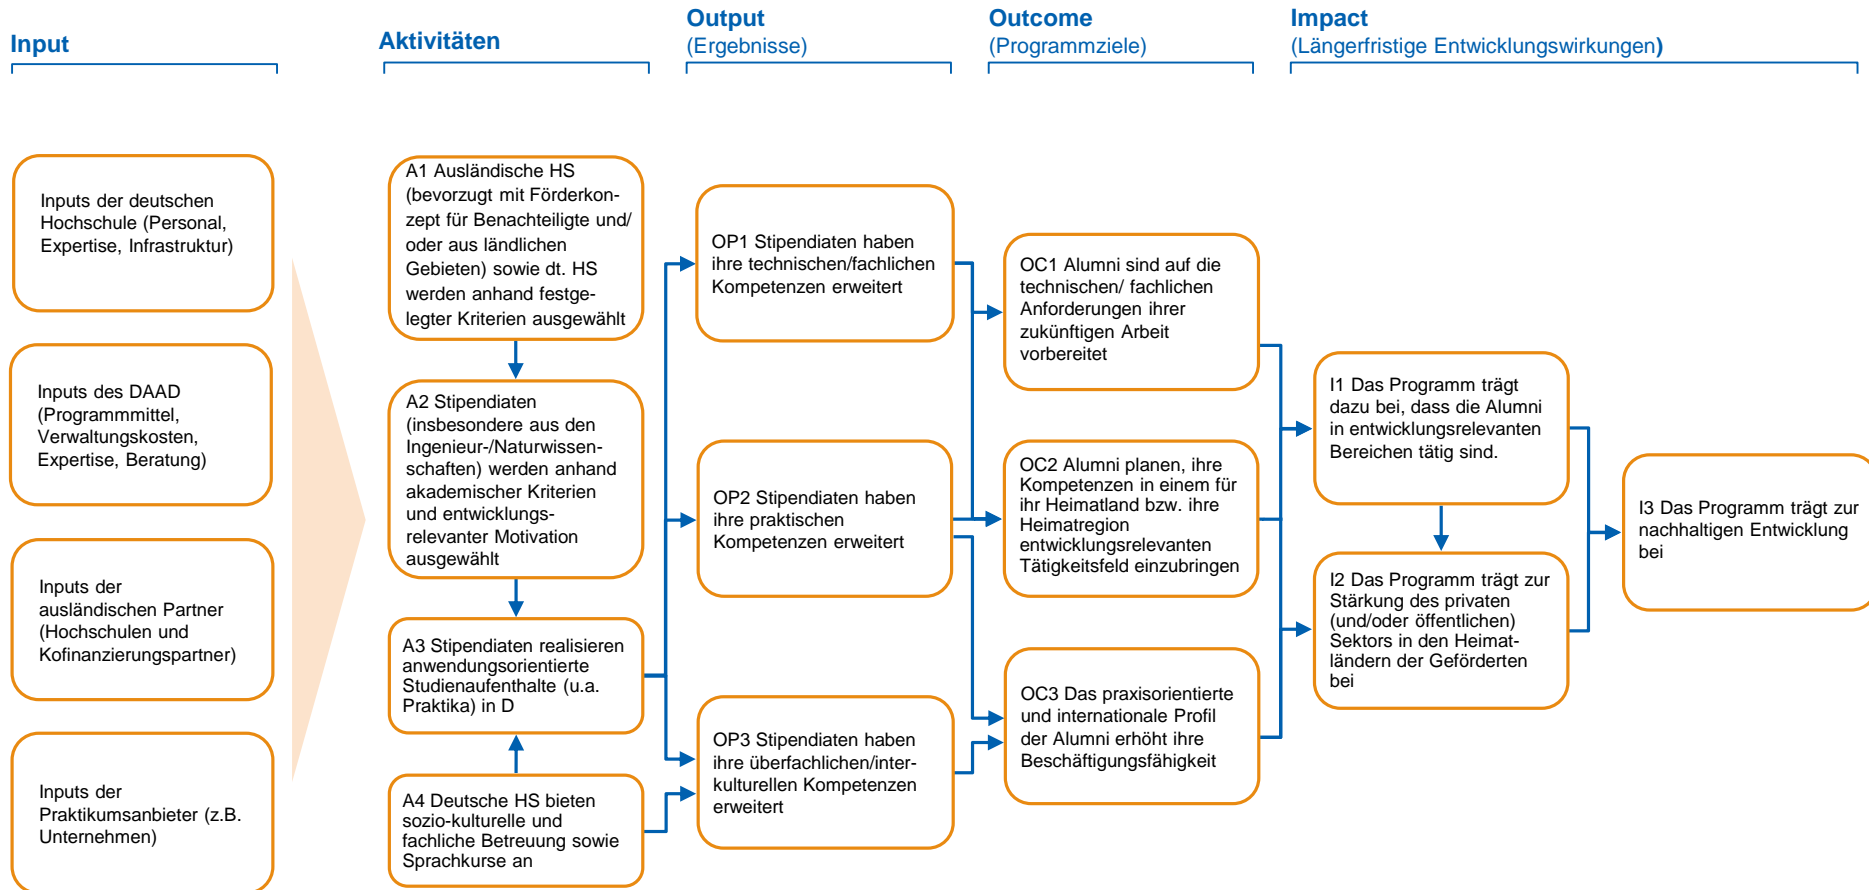 Input
Aktivitäten
Output
(Ergebnisse)
Outcome
(Programmziele)
Impact
(Längerfristige Entwicklungswirkungen)
Inputs der deutschen
Hochschule (Personal,
Expertise, Infrastruktur)
Inputs des DAAD
(Programmmittel,
Verwaltungskosten,
Expertise, Beratung)
Inputs der
ausländischen Partner
(Hochschulen und
Kofinanzierungspartner)
Inputs der
Praktikumsanbieter (z.B.
Unternehmen)
A1 Ausländische HS
(bevorzugt mit Förderkon-
zept für Benachteiligte und/
oder aus ländlichen
Gebieten) sowie dt. HS
werden anhand festge-
legter Kriterien ausgewählt
A2 Stipendiaten
(insbesondere aus den
Ingenieur-/Naturwissen-
schaften) werden anhand
akademischer Kriterien
und entwicklungs-
relevanter Motivation
ausgewählt
A3 Stipendiaten realisieren
anwendungsorientierte
Studienaufenthalte (u.a.
Praktika) in D
A4 Deutsche HS bieten
sozio-kulturelle und
fachliche Betreuung sowie
Sprachkurse an
OP1 Stipendiaten haben
ihre technischen/fachlichen
Kompetenzen erweitert
OP2 Stipendiaten haben
ihre praktischen
Kompetenzen erweitert
OP3 Stipendiaten haben
ihre überfachlichen/inter-
kulturellen Kompetenzen
erweitert
OC1 Alumni sind auf die
technischen/ fachlichen
Anforderungen ihrer
zukünftigen Arbeit
vorbereitet
OC2 Alumni planen, ihre
Kompetenzen in einem für
ihr Heimatland bzw. ihre
Heimatregion
entwicklungsrelevanten
Tätigkeitsfeld einzubringen
OC3 Das praxisorientierte
und internationale Profil
der Alumni erhöht ihre
Beschäftigungsfähigkeit
I1 Das Programm trägt
dazu bei, dass die Alumni
in entwicklungsrelevanten
Bereichen tätig sind.
I2 Das Programm trägt zur
Stärkung des privaten
(und/oder öffentlichen)
Sektors in den Heimat-
ländern der Geförderten
bei
I3 Das Programm trägt zur
nachhaltigen Entwicklung
bei